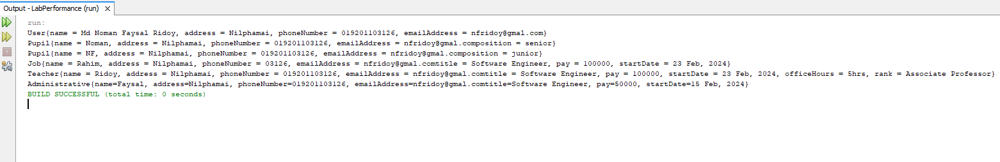 Output - LabPerformance (run) ×
run:
User{name = Md Noman Faysal Ridoy, address = Nilphamai, phoneNumber = 019201103126, emailAddress = nfridoy@gmal.com}
Pupil{name = Noman, address = Nilphamai, phoneNumber = 019201103126, emailAddress = nfridoy@gmal.composition = senior}
Pupil{name = NF, address = Nilphamai, phoneNumber = 019201103126, emailAddress = nfridoy@gmal.composition = junior}
Job{name = Rahim, address = Nilphamai, phoneNumber = 03126, emailAddress = nfridoy@gmal.comtitle = Software Engineer, pay = 100000, startDate = 23 Feb, 2024}
Teacher{name = Ridoy, address = Nilphamai, phoneNumber = 019201103126, emailAddress = nfridoy@gmal.comtitle = Software Engineer, pay = 100000, startDate = 23 Feb, 2024, officeHours = 5hrs, rank = Associate Professor}
Administrative{name=Faysal, address=Nilphamai, phoneNumber=019201103126, emailAddress=nfridoy@gmal.comtitle=Software Engineer, pay=50000, startDate=15 Feb, 2024}
BUILD SUCCESSFUL (total time: 0 seconds)